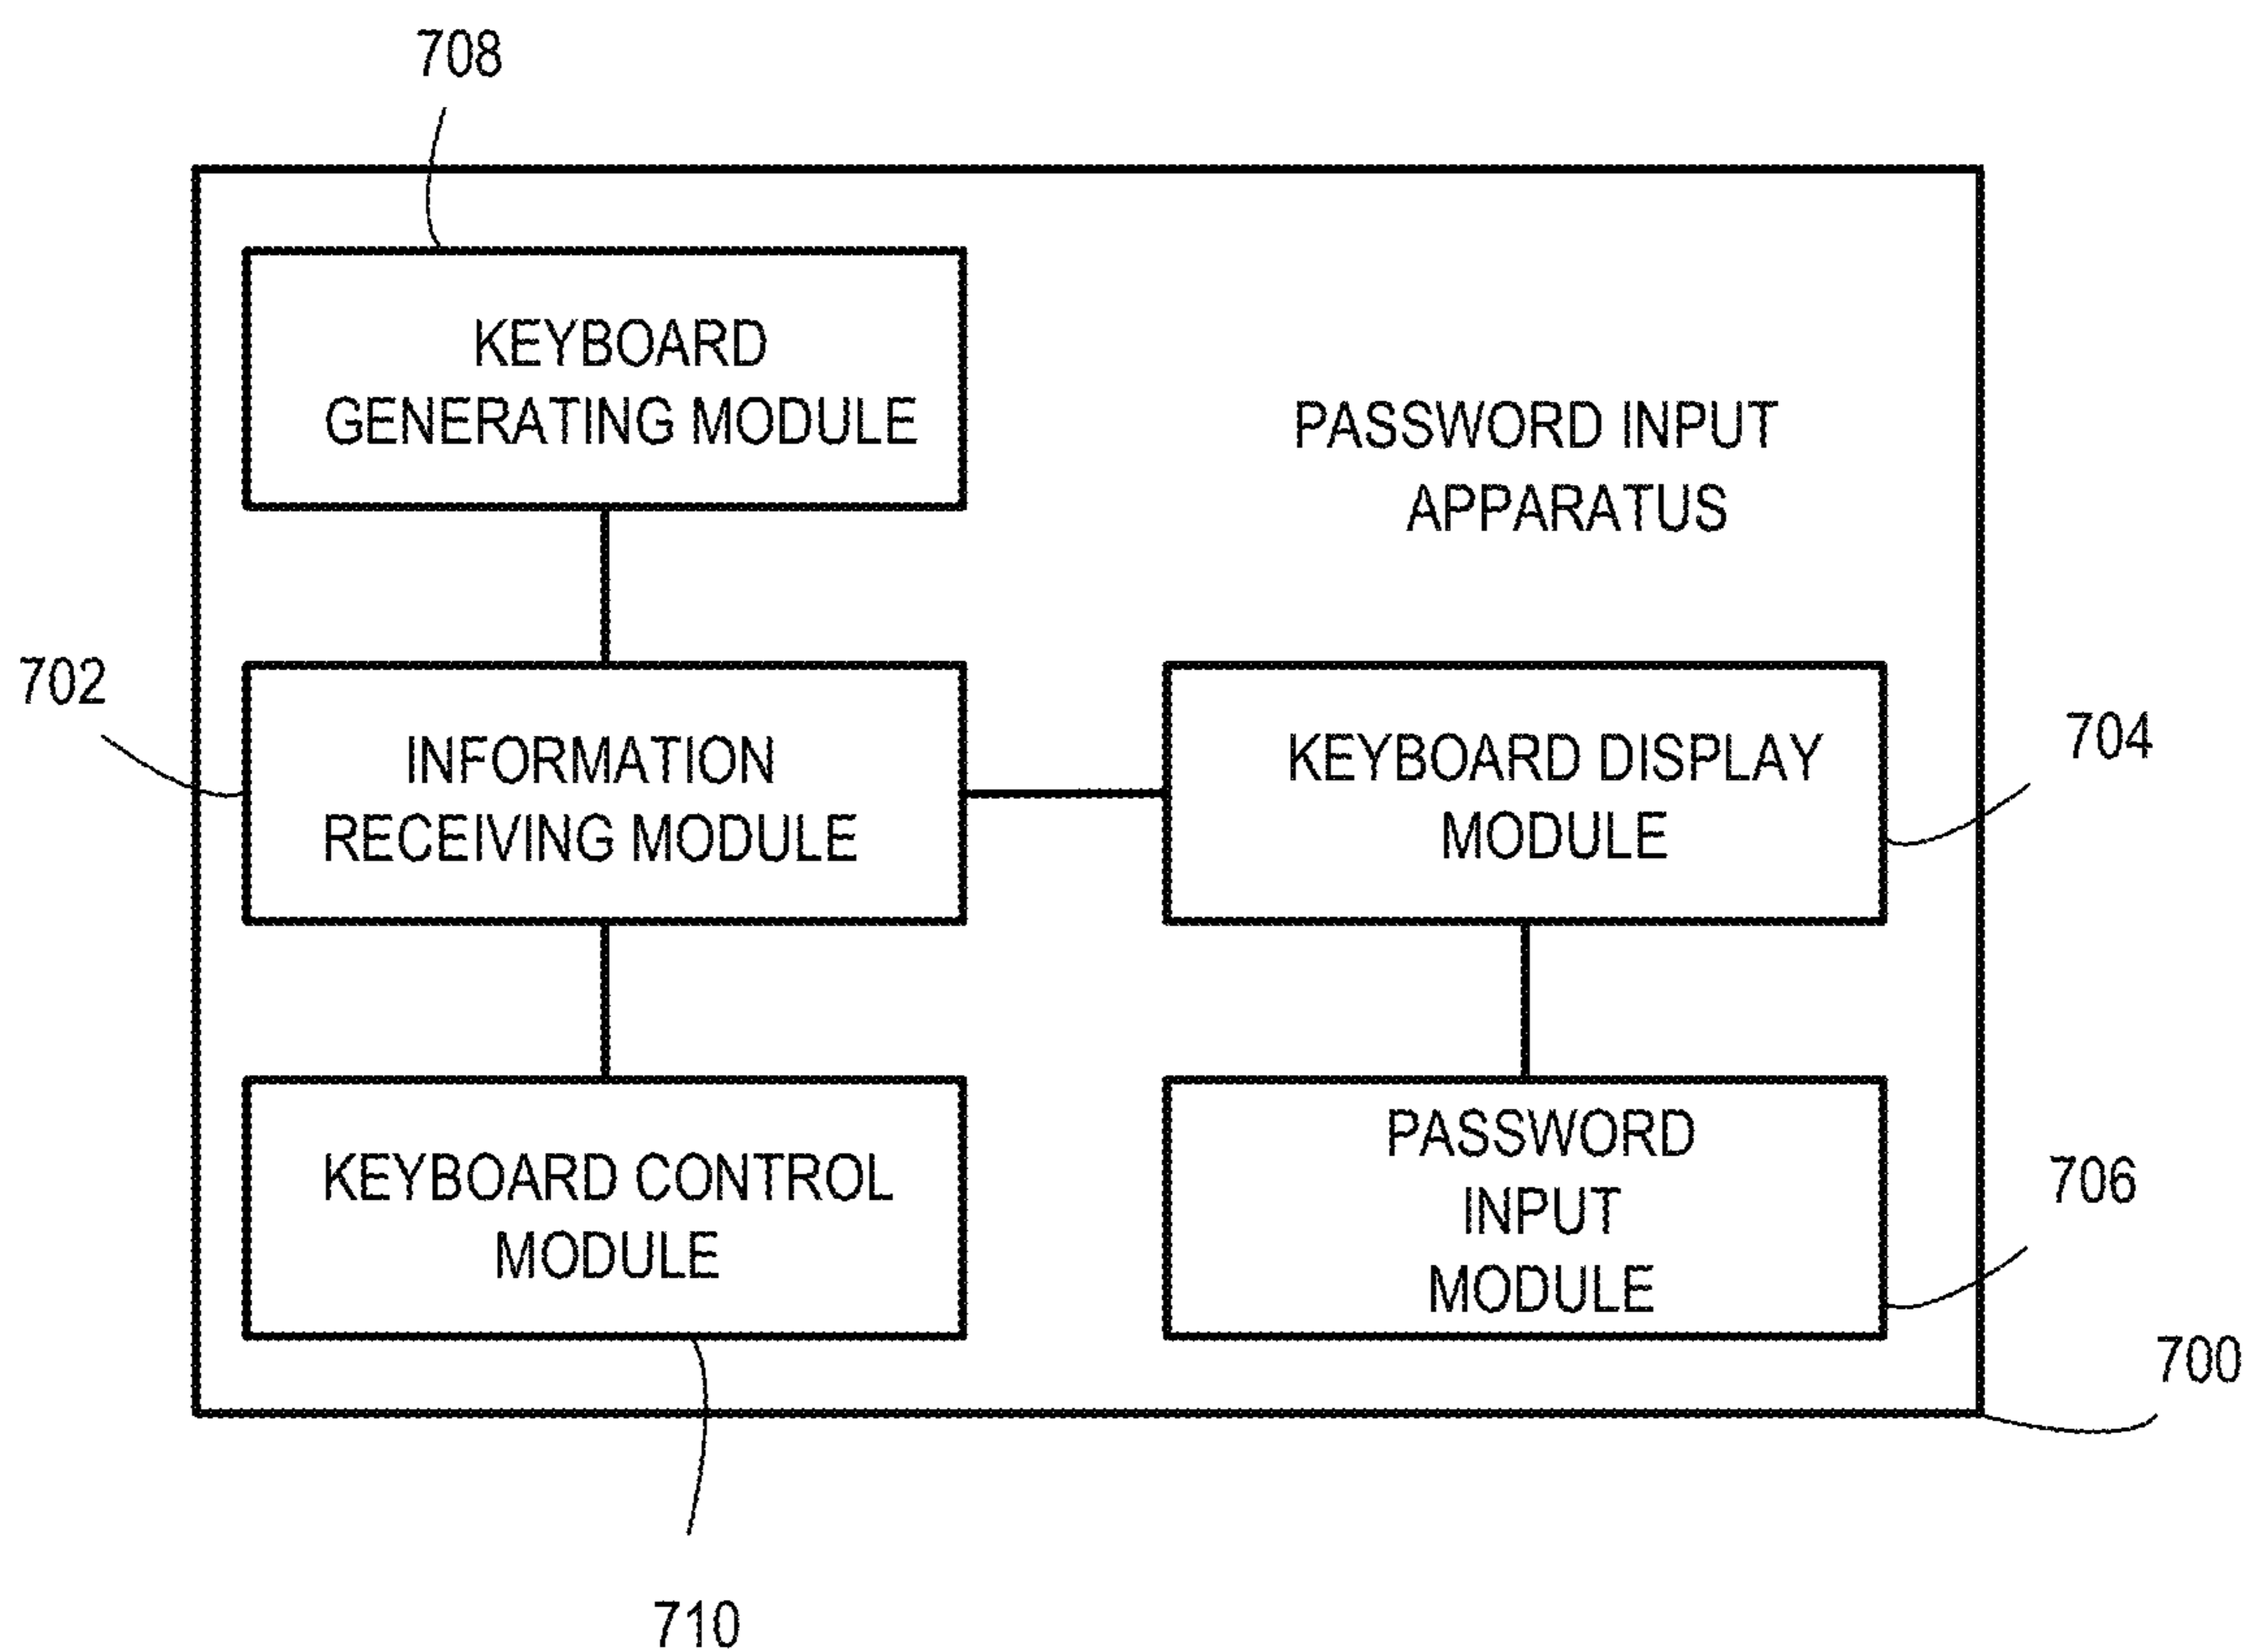 708
KEYBOARD
GENERATING MODULE
PASSWORD INPUT
APPARATUS
702
INFORMATION
RECEIVING MODULE
KEYBOARD DISPLAY
MODULE
704
KEYBOARD CONTROL
MODULE
PASSWORD
INPUT
MODULE
706
700
710